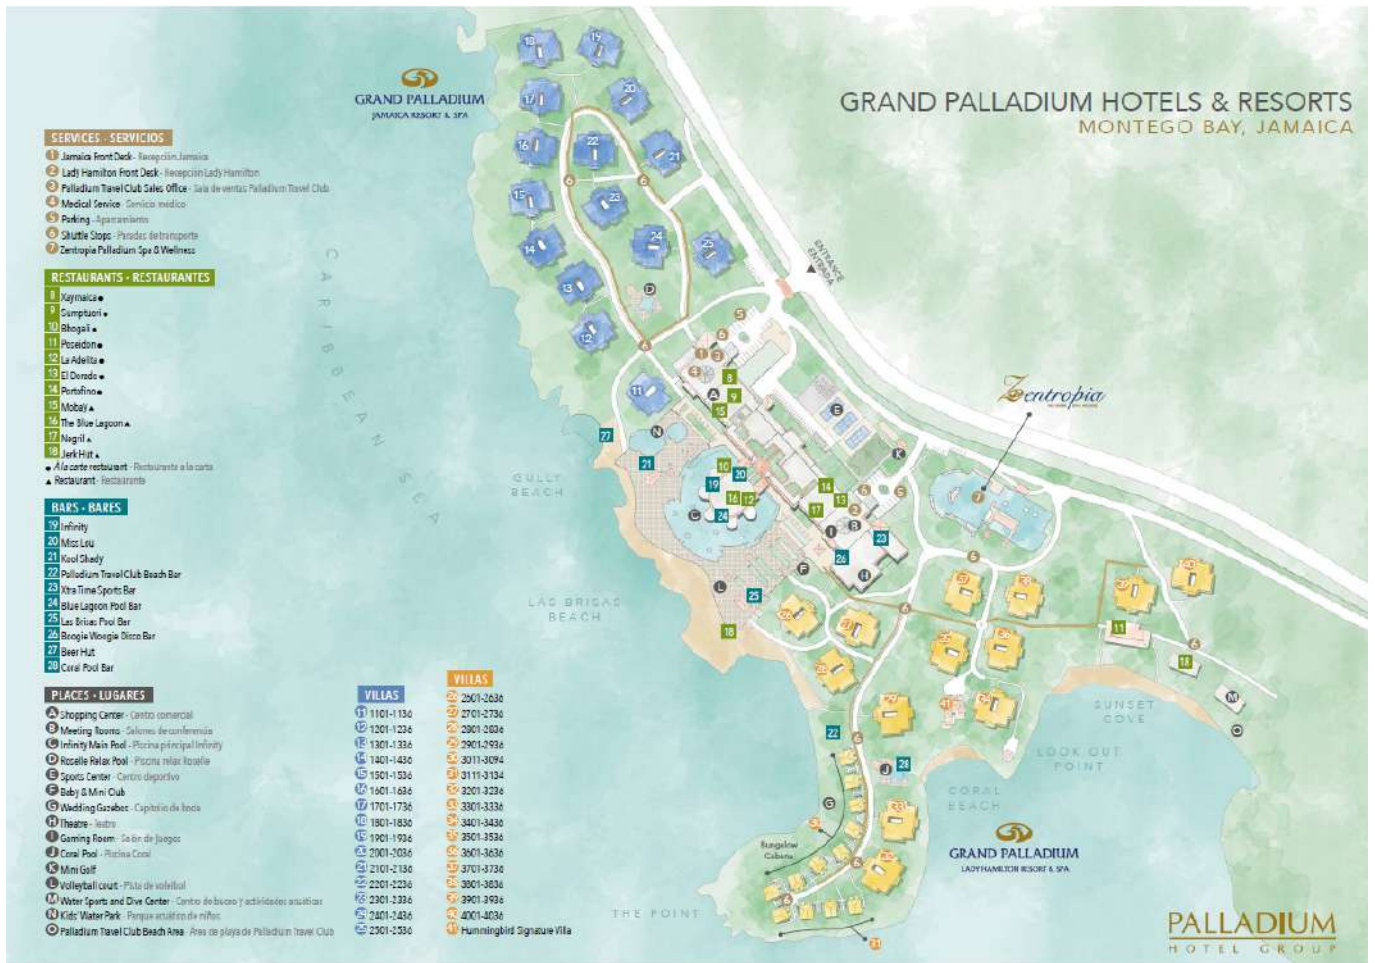 GRAND PALLADIUM
JAMAICA RESORT & SPA
GRAND PALLADIUM HOTELS & RESORTS
MONTEGO BAY, JAMAICA
SERVICES · SERVICIOS
1 Jamaica Front Desk - Recepción Jamaica
2 Lady Hamilton Front Desk - Recepción Lady Hamilton
3 Palladium Travel Club Sales Office - Sala de ventas Palladium Travel Club
4 Medical Service - Servicio médico
5 Parking - Aparcamiento
6 Shuttle Stops - Paradas de transporte
7 Zentropia Palladium Spa & Wellness
RESTAURANTS · RESTAURANTES
8 Xaymaica ●
9 Sumptuori ●
10 Bhogali ▲
11 Poseidon ●
12 La Adelita ●
13 El Dorado ●
14 Portofino ●
15 Mobay ▲
16 The Blue Lagoon ▲
17 Negril ▲
18 Jerk Hut ▲
● À la carte restaurant - Restaurante a la carta
▲ Restaurant - Restaurante
BARS · BARES
19 Infinity
20 Miss Lou
21 Kool Shady
22 Palladium Travel Club Beach Bar
23 Xtra Time Sports Bar
24 Blue Lagoon Pool Bar
25 Las Brisas Pool Bar
26 Boogie Woogie Disco Bar
27 Beer Hut
28 Coral Pool Bar
PLACES · LUGARES
A Shopping Center - Centro comercial
B Meeting Rooms - Salones de conferencia
C Infinity Main Pool - Piscina principal Infinity
D Roselle Relax Pool - Piscina relax Roselle
E Sports Center - Centro deportivo
F Baby & Mini Club
G Wedding Gazebos - Capitolio de boda
H Theatre - Teatro
I Gaming Room - Salón de juegos
J Coral Pool - Piscina Coral
K Mini Golf
L Volleyball court - Pista de voleibol
M Water Sports and Dive Center - Centro de buceo y actividades acuáticas
N Kids' Water Park - Parque acuático de niños
O Palladium Travel Club Beach Area - Área de playa de Palladium Travel Club
VILLAS
11 1101-1136
12 1201-1236
13 1301-1336
14 1401-1436
15 1501-1536
16 1601-1636
17 1701-1736
18 1801-1836
19 1901-1936
20 2001-2036
21 2101-2136
22 2201-2236
23 2301-2336
24 2401-2436
25 2501-2536
VILLAS
26 2601-2636
27 2701-2736
28 2801-2836
29 2901-2936
30 3011-3094
31 3111-3134
32 3201-3236
33 3301-3336
34 3401-3436
35 3501-3536
36 3601-3636
37 3701-3736
38 3801-3836
39 3901-3936
40 4001-4036
41 Hummingbird Signature Villa
CARIBBEAN SEA
ENTRANCE
ENTRADA
Zentropia
GULLY
BEACH
LAS BRISAS
BEACH
SUNSET
COVE
LOOK OUT
POINT
CORAL
BEACH
Bungalow
Cabana
THE POINT
GRAND PALLADIUM
LADY HAMILTON RESORT & SPA
PALLADIUM
HOTEL GROUP